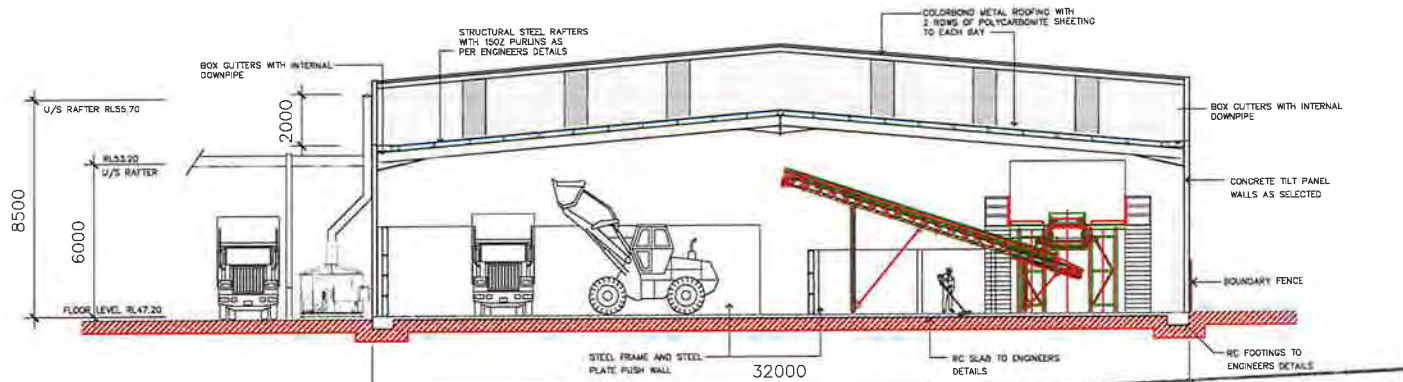 COLORBOND METAL ROOFING WITH
2 ROWS OF POLYCARBONITE SHEETING
TO EACH BAY
STRUCTURAL STEEL RAFTERS
WITH 150Z PURLINS AS
PER ENGINEERS DETAILS
BOX GUTTERS WITH INTERNAL
DOWNPIPE
U/S RAFTER RL55.70
2000
BOX GUTTERS WITH INTERNAL
DOWNPIPE
RL53.20
U/S RAFTER
CONCRETE TILT PANEL
WALLS AS SELECTED
8500
6000
BOUNDARY FENCE
FLOOR LEVEL RL47.20
STEEL FRAME AND STEEL
PLATE PUSH WALL
32000
RC SLAB TO ENGINEERS
DETAILS
RC FOOTINGS TO
ENGINEERS DETAILS